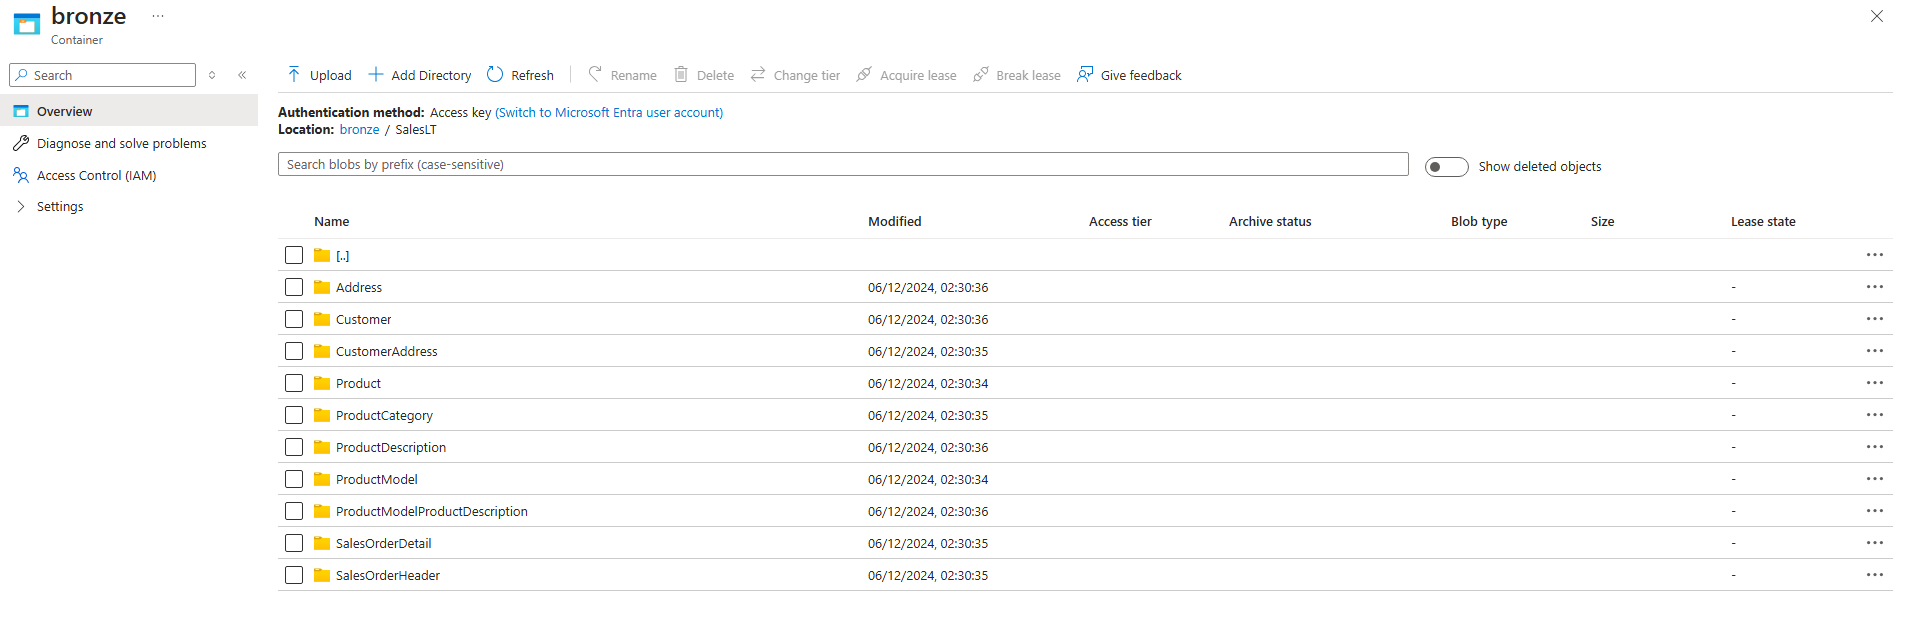 bronze ...
Container
Search
Upload Add Directory Refresh Rename Delete Change tier Acquire lease Break lease Give feedback
Overview
Diagnose and solve problems
Access Control (IAM)
Settings
Authentication method: Access key (Switch to Microsoft Entra user account)
Location: bronze / SalesLT
Search blobs by prefix (case-sensitive)
Show deleted objects
Name Modified Access tier Archive status Blob type Size Lease state
[..]
Address 06/12/2024, 02:30:36 -
Customer 06/12/2024, 02:30:36 -
CustomerAddress 06/12/2024, 02:30:35 -
Product 06/12/2024, 02:30:34 -
ProductCategory 06/12/2024, 02:30:35 -
ProductDescription 06/12/2024, 02:30:36 -
ProductModel 06/12/2024, 02:30:34 -
ProductModelProductDescription 06/12/2024, 02:30:36 -
SalesOrderDetail 06/12/2024, 02:30:35 -
SalesOrderHeader 06/12/2024, 02:30:35 -